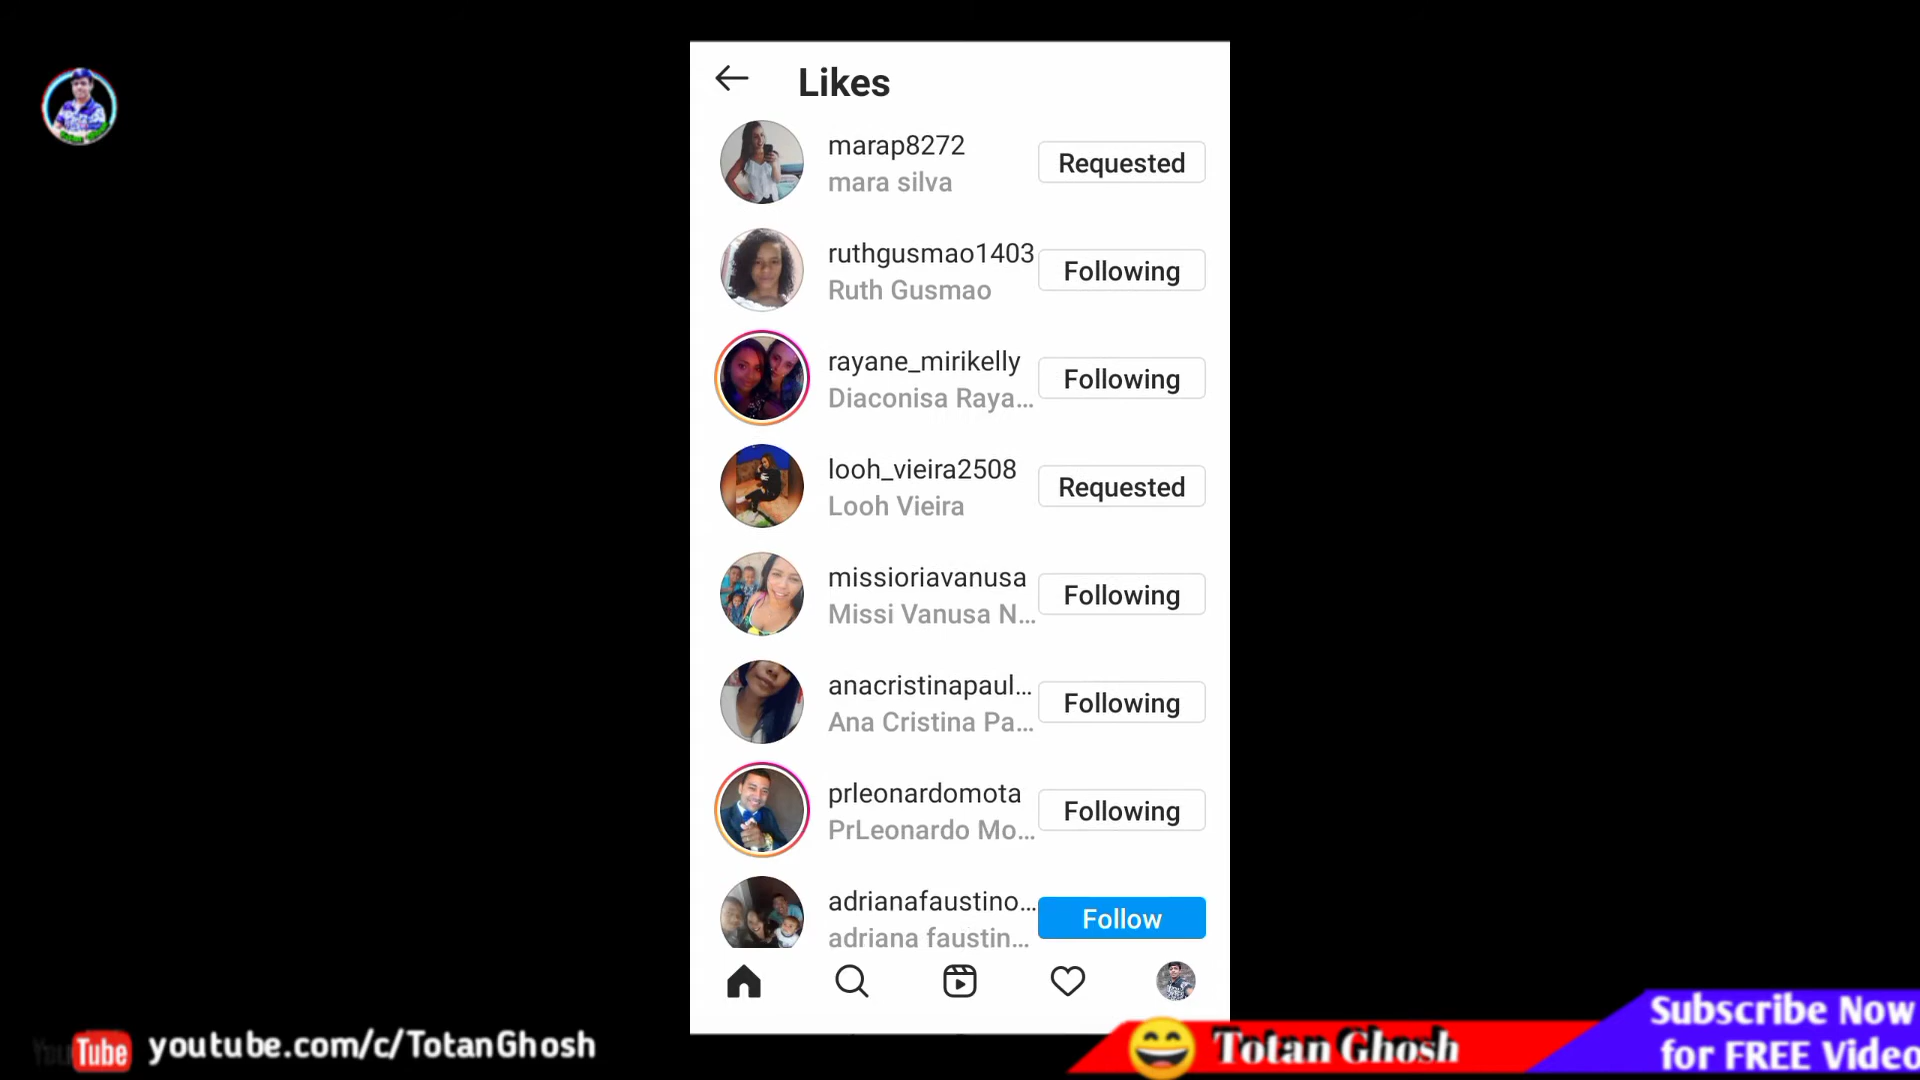 Likes
marap8272
mara silva
Requested
ruthgusmao1403
Ruth Gusmao
Following
rayane_mirikelly
Diaconisa Raya...
Following
looh_vieira2508
Looh Vieira
Requested
missioriavanusa
Missi Vanusa N...
Following
anacristinapaul...
Ana Cristina Pa...
Following
prleonardomota
PrLeonardo Mo...
Following
adrianafaustino...
adriana faustin...
Follow
YouTube youtube.com/c/TotanGhosh
Totan Ghosh
Subscribe Now
for FREE Video